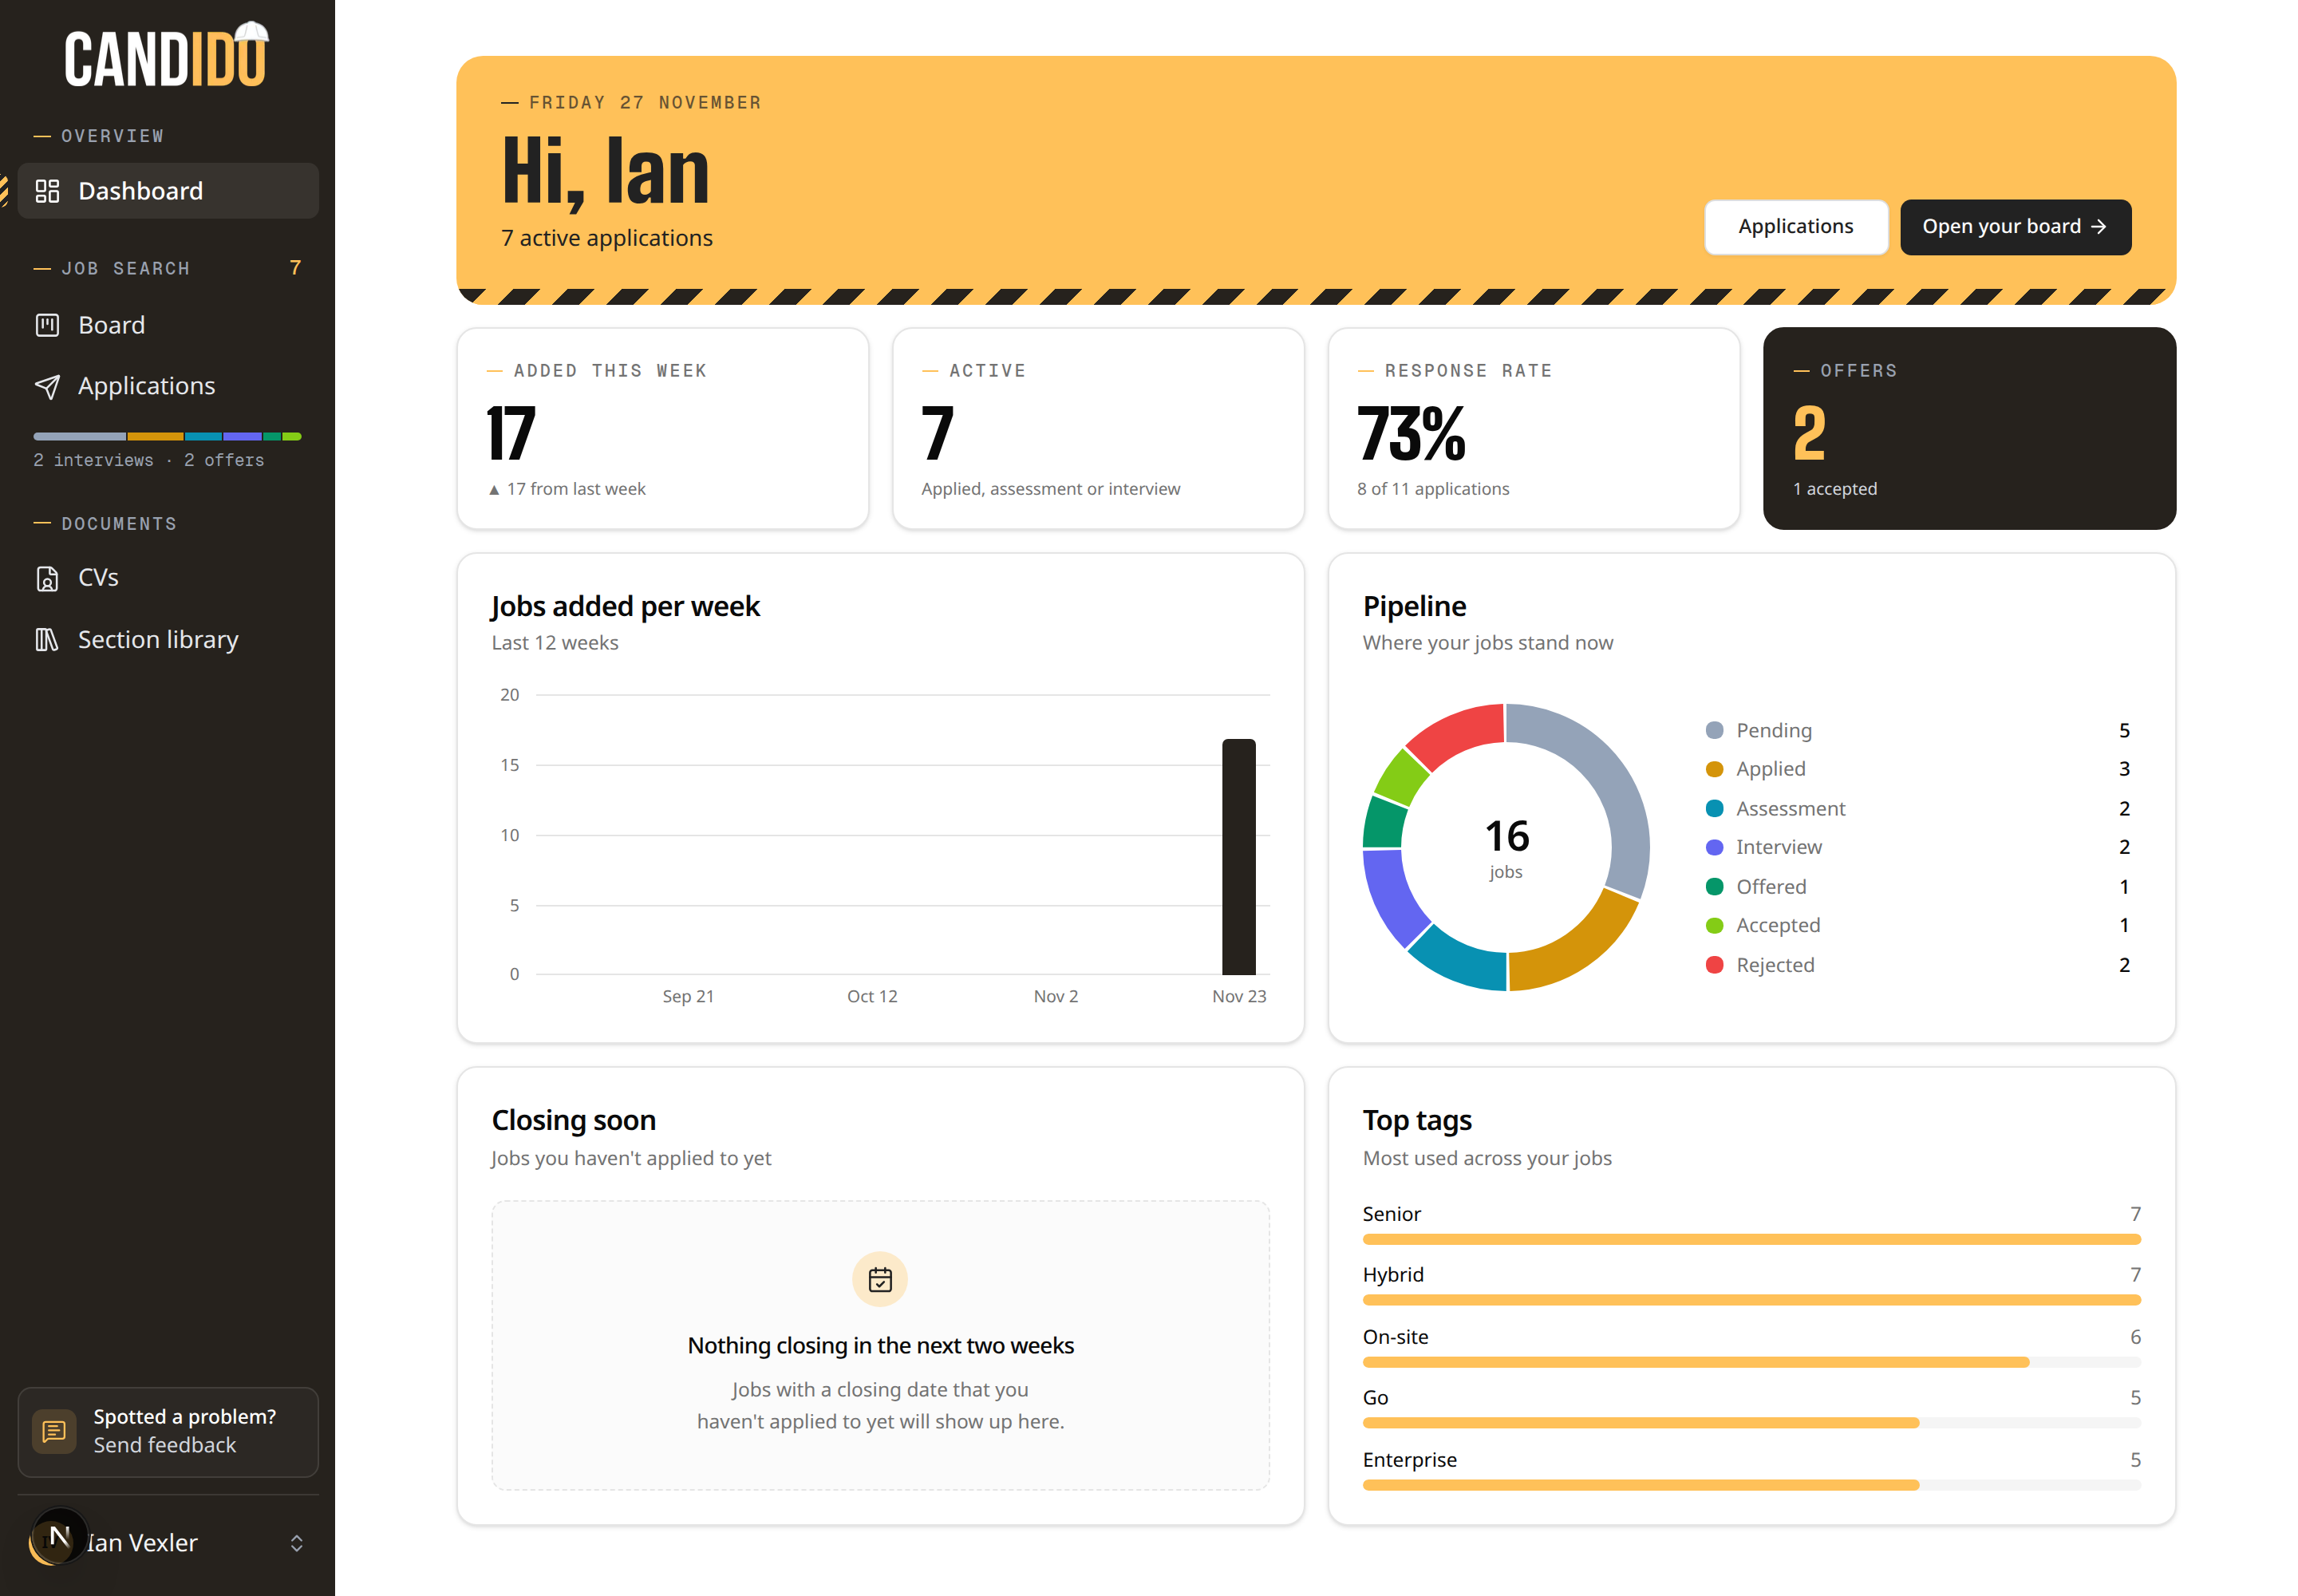 CANDIDO
OVERVIEW
Dashboard
JOB SEARCH 7
Board
Applications
2 interviews · 2 offers
DOCUMENTS
CVs
Section library
Spotted a problem?
Send feedback
N
Ian Vexler
FRIDAY 27 NOVEMBER
Hi, Ian
7 active applications
Applications
Open your board →
ADDED THIS WEEK
17
▲ 17 from last week
ACTIVE
7
Applied, assessment or interview
RESPONSE RATE
73%
8 of 11 applications
OFFERS
2
1 accepted
Jobs added per week
Last 12 weeks
20
15
10
5
0
Sep 21 Oct 12 Nov 2 Nov 23
Pipeline
Where your jobs stand now
16
jobs
Pending 5
Applied 3
Assessment 2
Interview 2
Offered 1
Accepted 1
Rejected 2
Closing soon
Jobs you haven't applied to yet
Nothing closing in the next two weeks
Jobs with a closing date that you
haven't applied to yet will show up here.
Top tags
Most used across your jobs
Senior 7
Hybrid 7
On-site 6
Go 5
Enterprise 5